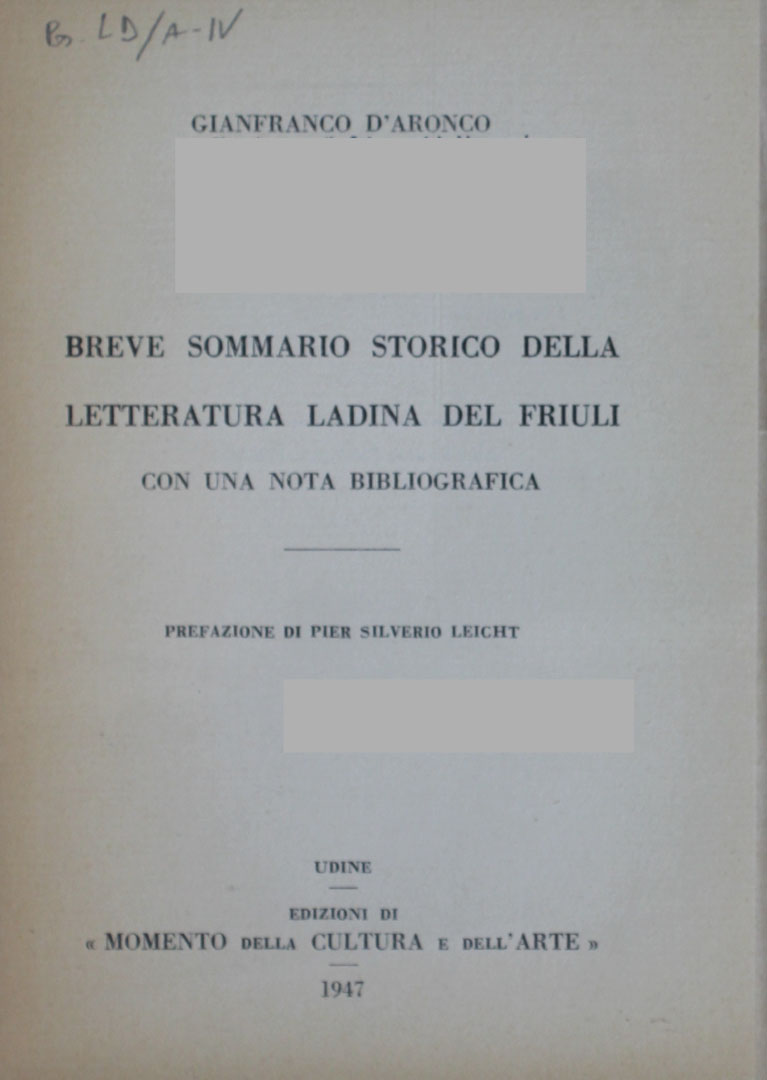 LD/A-IV
GIANFRANCO D'ARONCO
BREVE SOMMARIO STORICO DELLA
LETTERATURA LADINA DEL FRIULI
CON UNA NOTA BIBLIOGRAFICA
PREFAZIONE DI PIER SILVERIO LEICHT
UDINE
EDIZIONI DI
« MOMENTO DELLA CULTURA E DELL'ARTE »
1947